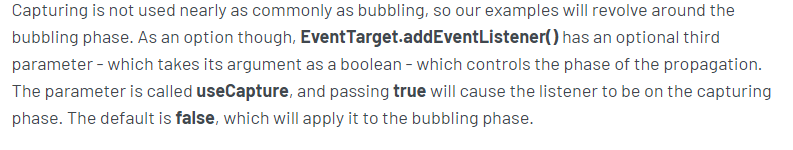 Capturing is not used nearly as commonly as bubbling, so our examples will revolve around the
bubbling phase. As an option though, EventTarget.addEventListener() has an optional third
parameter - which takes its argument as a boolean - which controls the phase of the propagation.
The parameter is called useCapture, and passing true will cause the listener to be on the capturing
phase. The default is false, which will apply it to the bubbling phase.